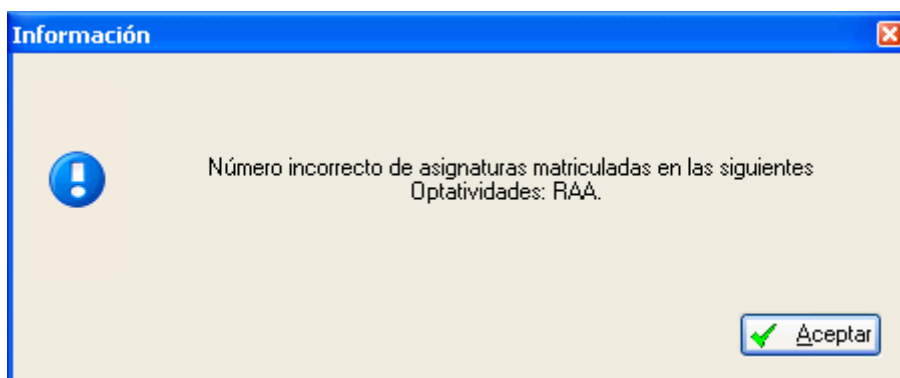 Información
Número incorrecto de asignaturas matriculadas en las siguientes
Optatividades: RAA.
Aceptar